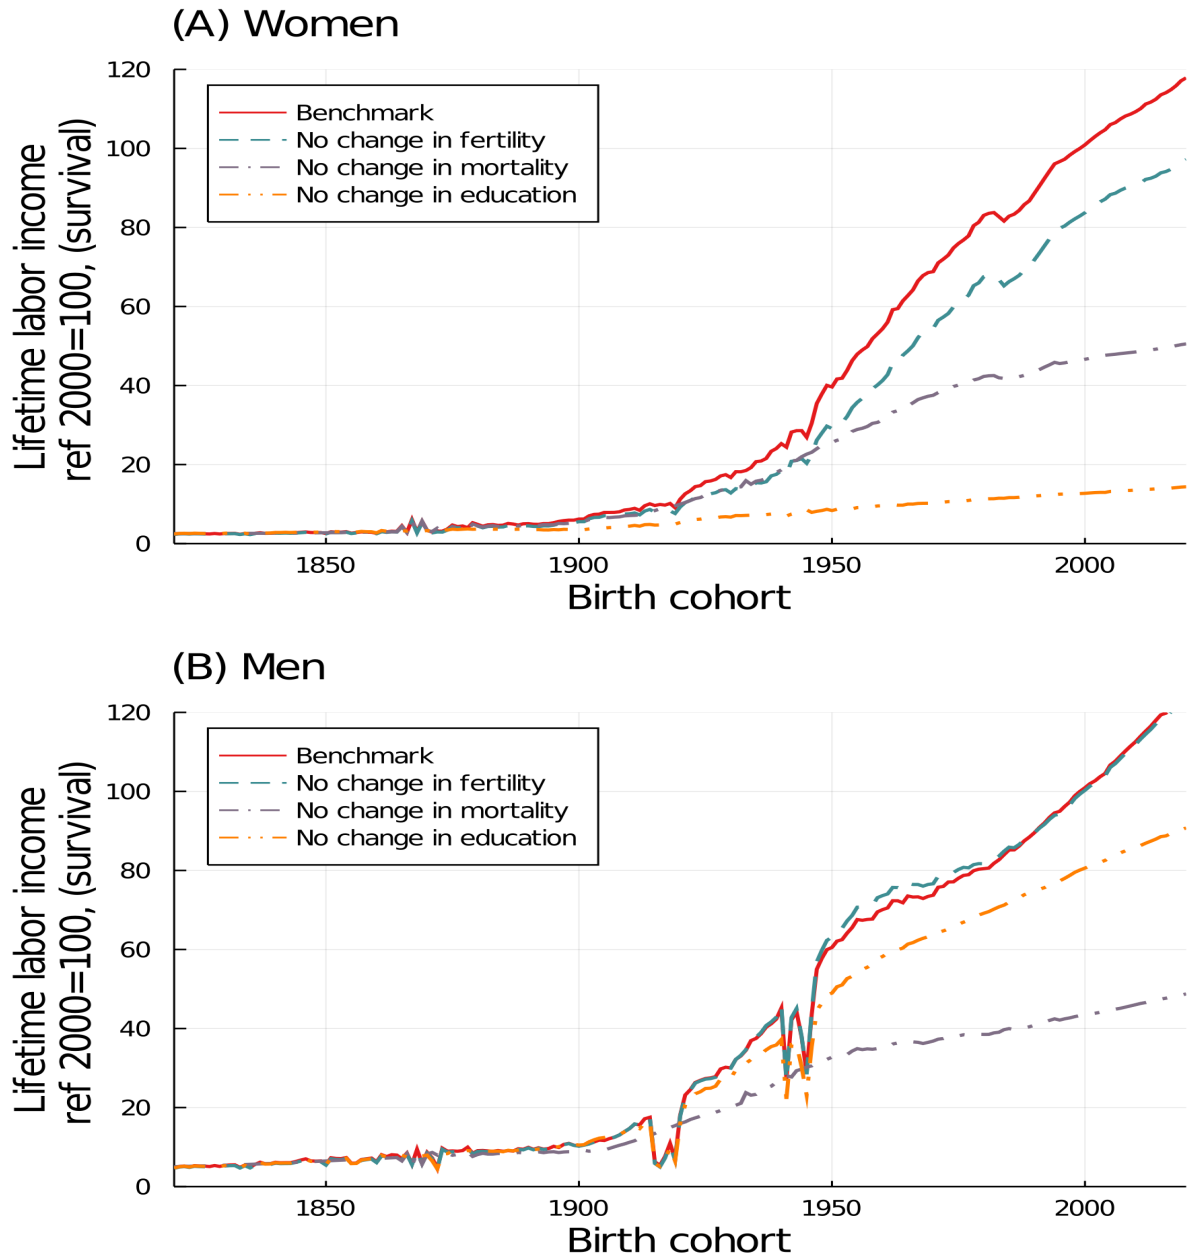 (A) Women
120
100
80
60
40
20
0
Lifetime labor income
ref 2000=100, (survival)
Benchmark
No change in fertility
No change in mortality
No change in education
1850
1900
1950
2000
Birth cohort
(B) Men
120
100
80
60
40
20
0
Lifetime labor income
ref 2000=100, (survival)
Benchmark
No change in fertility
No change in mortality
No change in education
1850
1900
1950
2000
Birth cohort